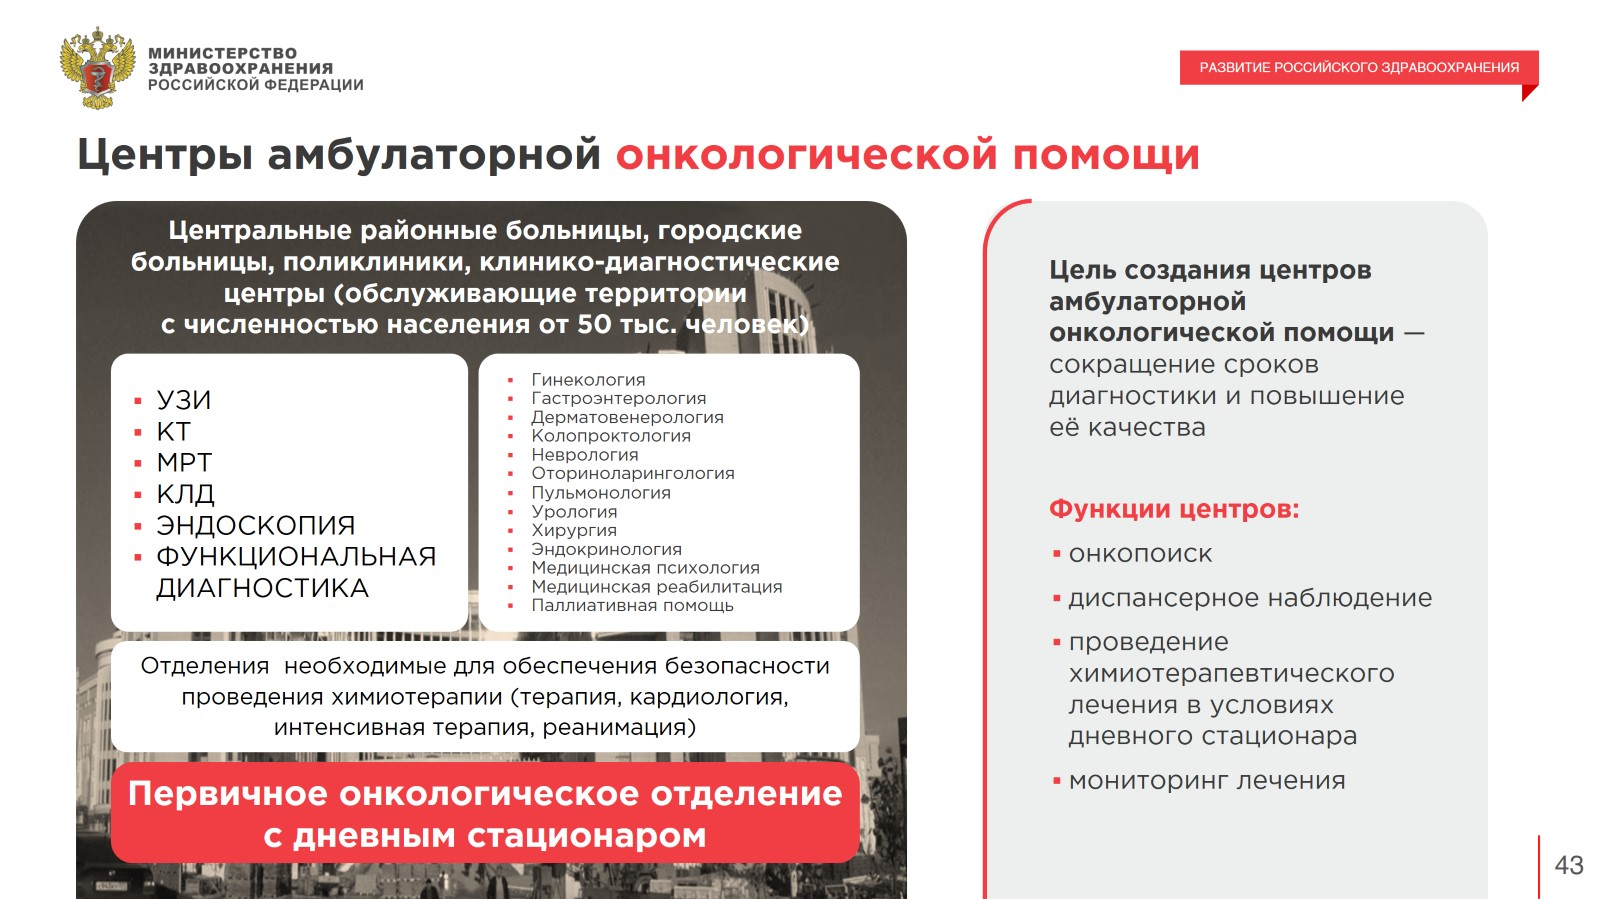 МИНИСТЕРСТВО
ЗДРАВООХРАНЕНИЯ
РОССИЙСКОЙ ФЕДЕРАЦИИ
РАЗВИТИЕ РОССИЙСКОГО ЗДРАВООХРАНЕНИЯ
Центры амбулаторной онкологической помощи
Центральные районные больницы, городские
больницы, поликлиники, клинико-диагностические
центры (обслуживающие территории
с численностью населения от 50 тыс. человек)
▪ УЗИ
▪ КТ
▪ МРТ
▪ КЛД
▪ ЭНДОСКОПИЯ
▪ ФУНКЦИОНАЛЬНАЯ
ДИАГНОСТИКА
▪ Гинекология
▪ Гастроэнтерология
▪ Дерматовенерология
▪ Колопроктология
▪ Неврология
▪ Оториноларингология
▪ Пульмонология
▪ Урология
▪ Хирургия
▪ Эндокринология
▪ Медицинская психология
▪ Медицинская реабилитация
▪ Паллиативная помощь
Отделения необходимые для обеспечения безопасности
проведения химиотерапии (терапия, кардиология,
интенсивная терапия, реанимация)
Первичное онкологическое отделение
с дневным стационаром
Цель создания центров
амбулаторной
онкологической помощи —
сокращение сроков
диагностики и повышение
её качества
Функции центров:
▪ онкопоиск
▪ диспансерное наблюдение
▪ проведение
химиотерапевтического
лечения в условиях
дневного стационара
▪ мониторинг лечения
43